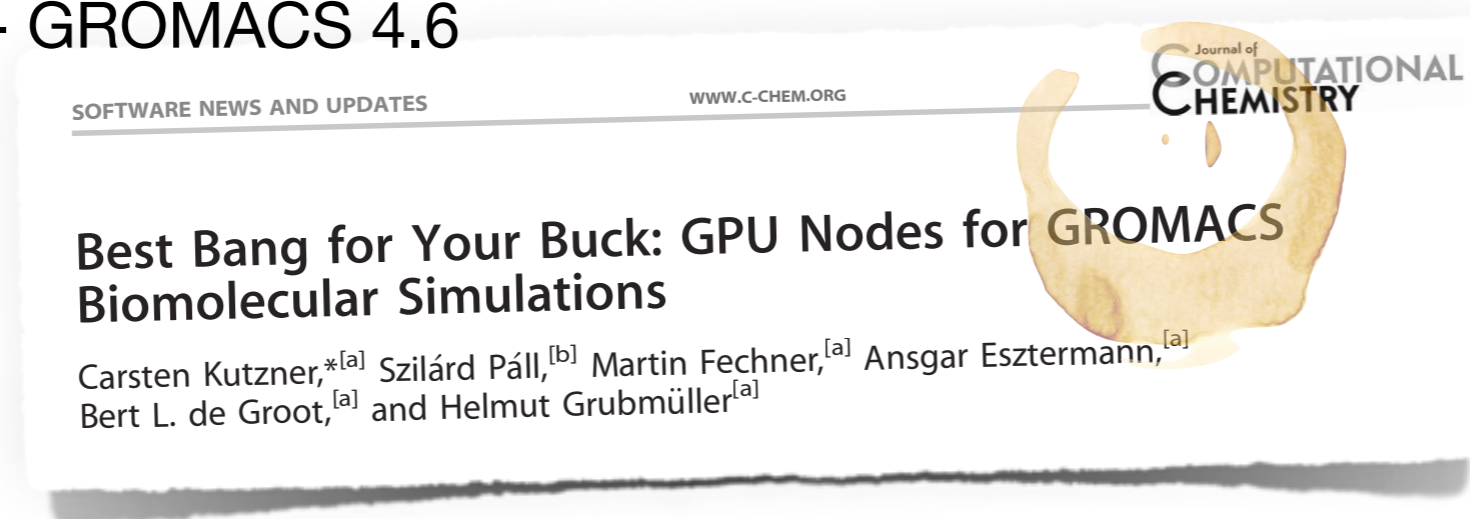 - GROMACS 4.6
SOFTWARE NEWS AND UPDATES
WWW.C-CHEM.ORG
Journal of
COMPUTATIONAL
CHEMISTRY
Best Bang for Your Buck: GPU Nodes for GROMACS
Biomolecular Simulations
Carsten Kutzner,*[a] Szilárd Páll,[b] Martin Fechner,[a] Ansgar Esztermann,[a]
Bert L. de Groot,[a] and Helmut Grubmüller[a]